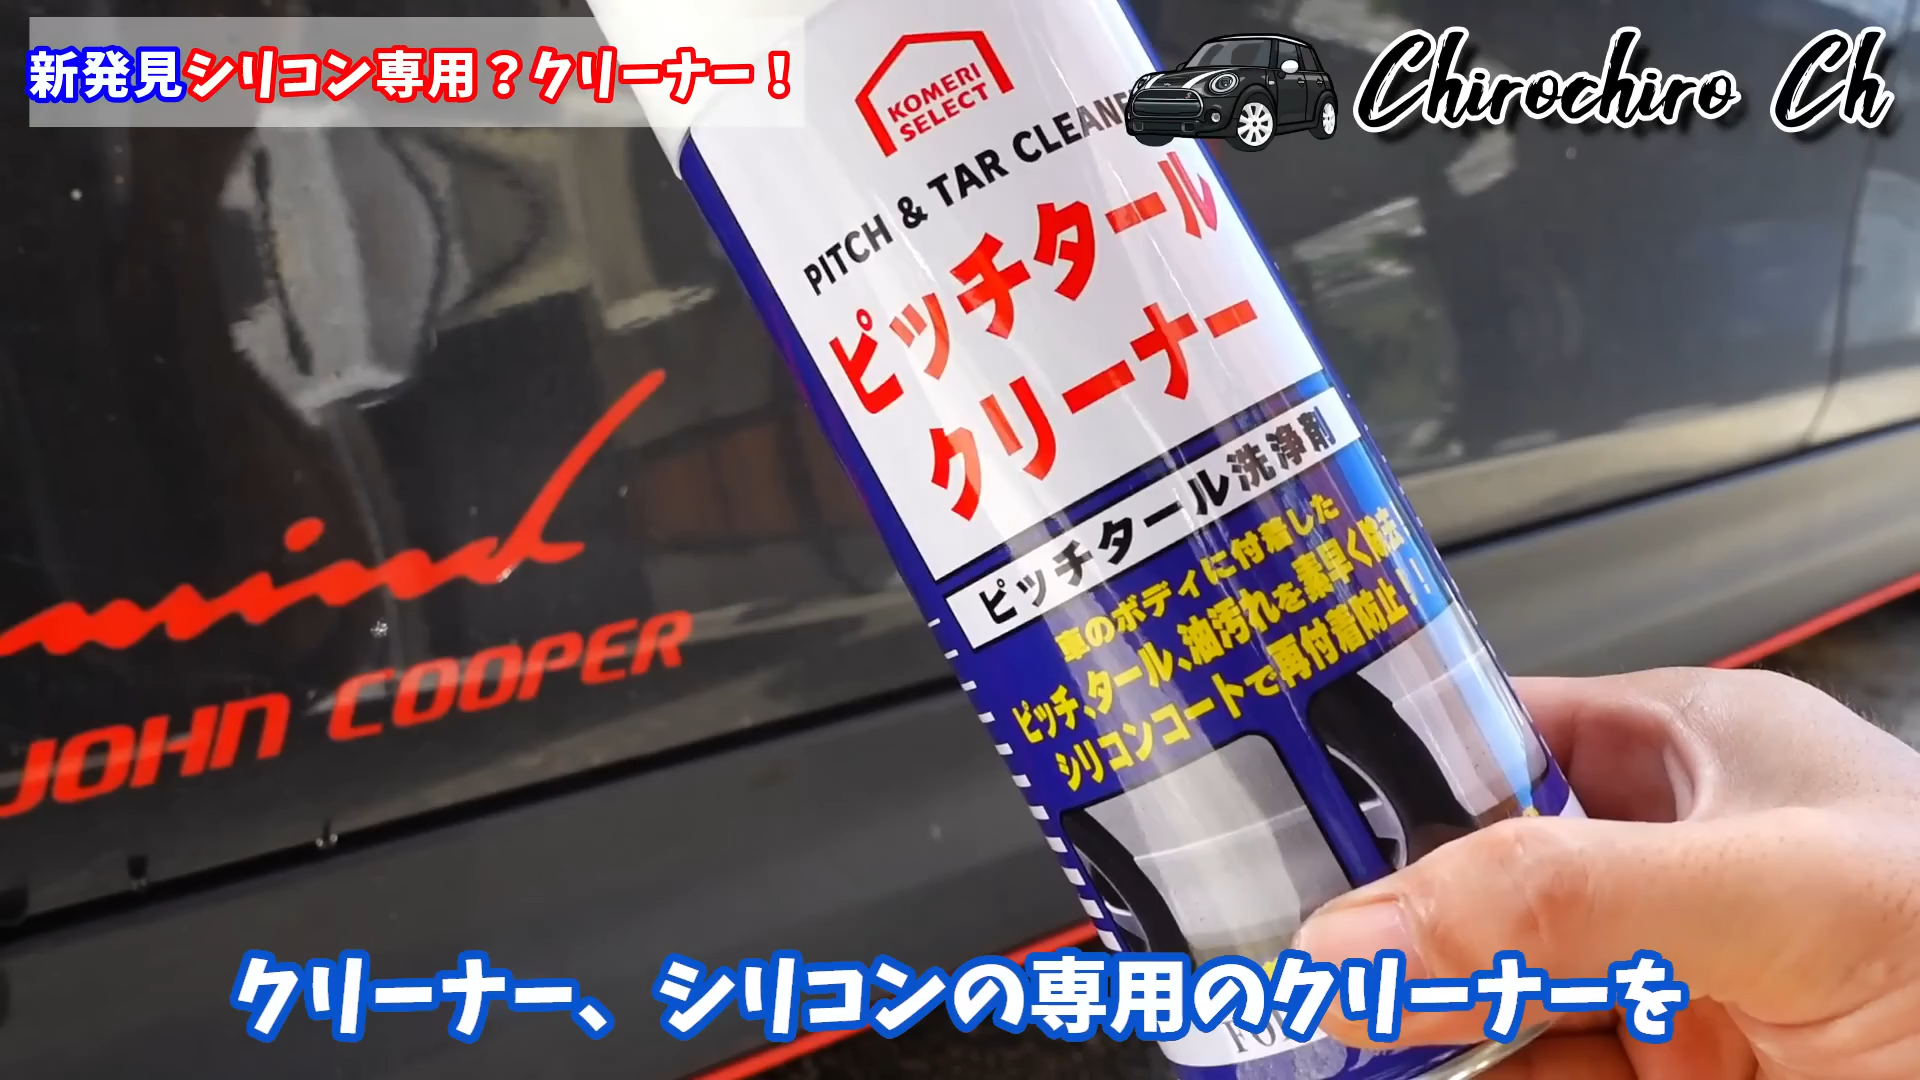 新発見シリコン専用？クリーナー！
Chirochiro Ch
KOMERI
SELECT
PITCH & TAR CLEANE
ピッチタール
クリーナー
ピッチタール洗浄剤
車のボディに付着した
ピッチ、タール、油汚れを素早く除去
シリコンコートで再付着防止!!
mind
JOHN COOPER
クリーナー、シリコンの専用のクリーナーを